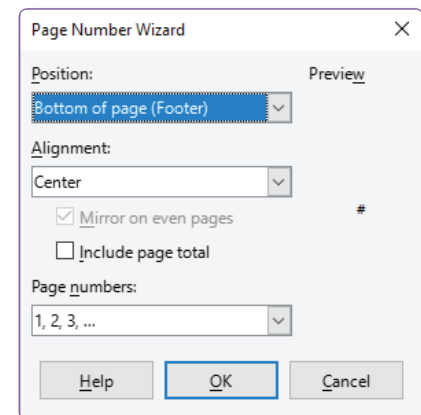 Page Number Wizard
Position:
Preview
Bottom of page (Footer)
Alignment:
Center
Mirror on even pages
#
Include page total
Page numbers:
1, 2, 3, ...
Help
OK
Cancel